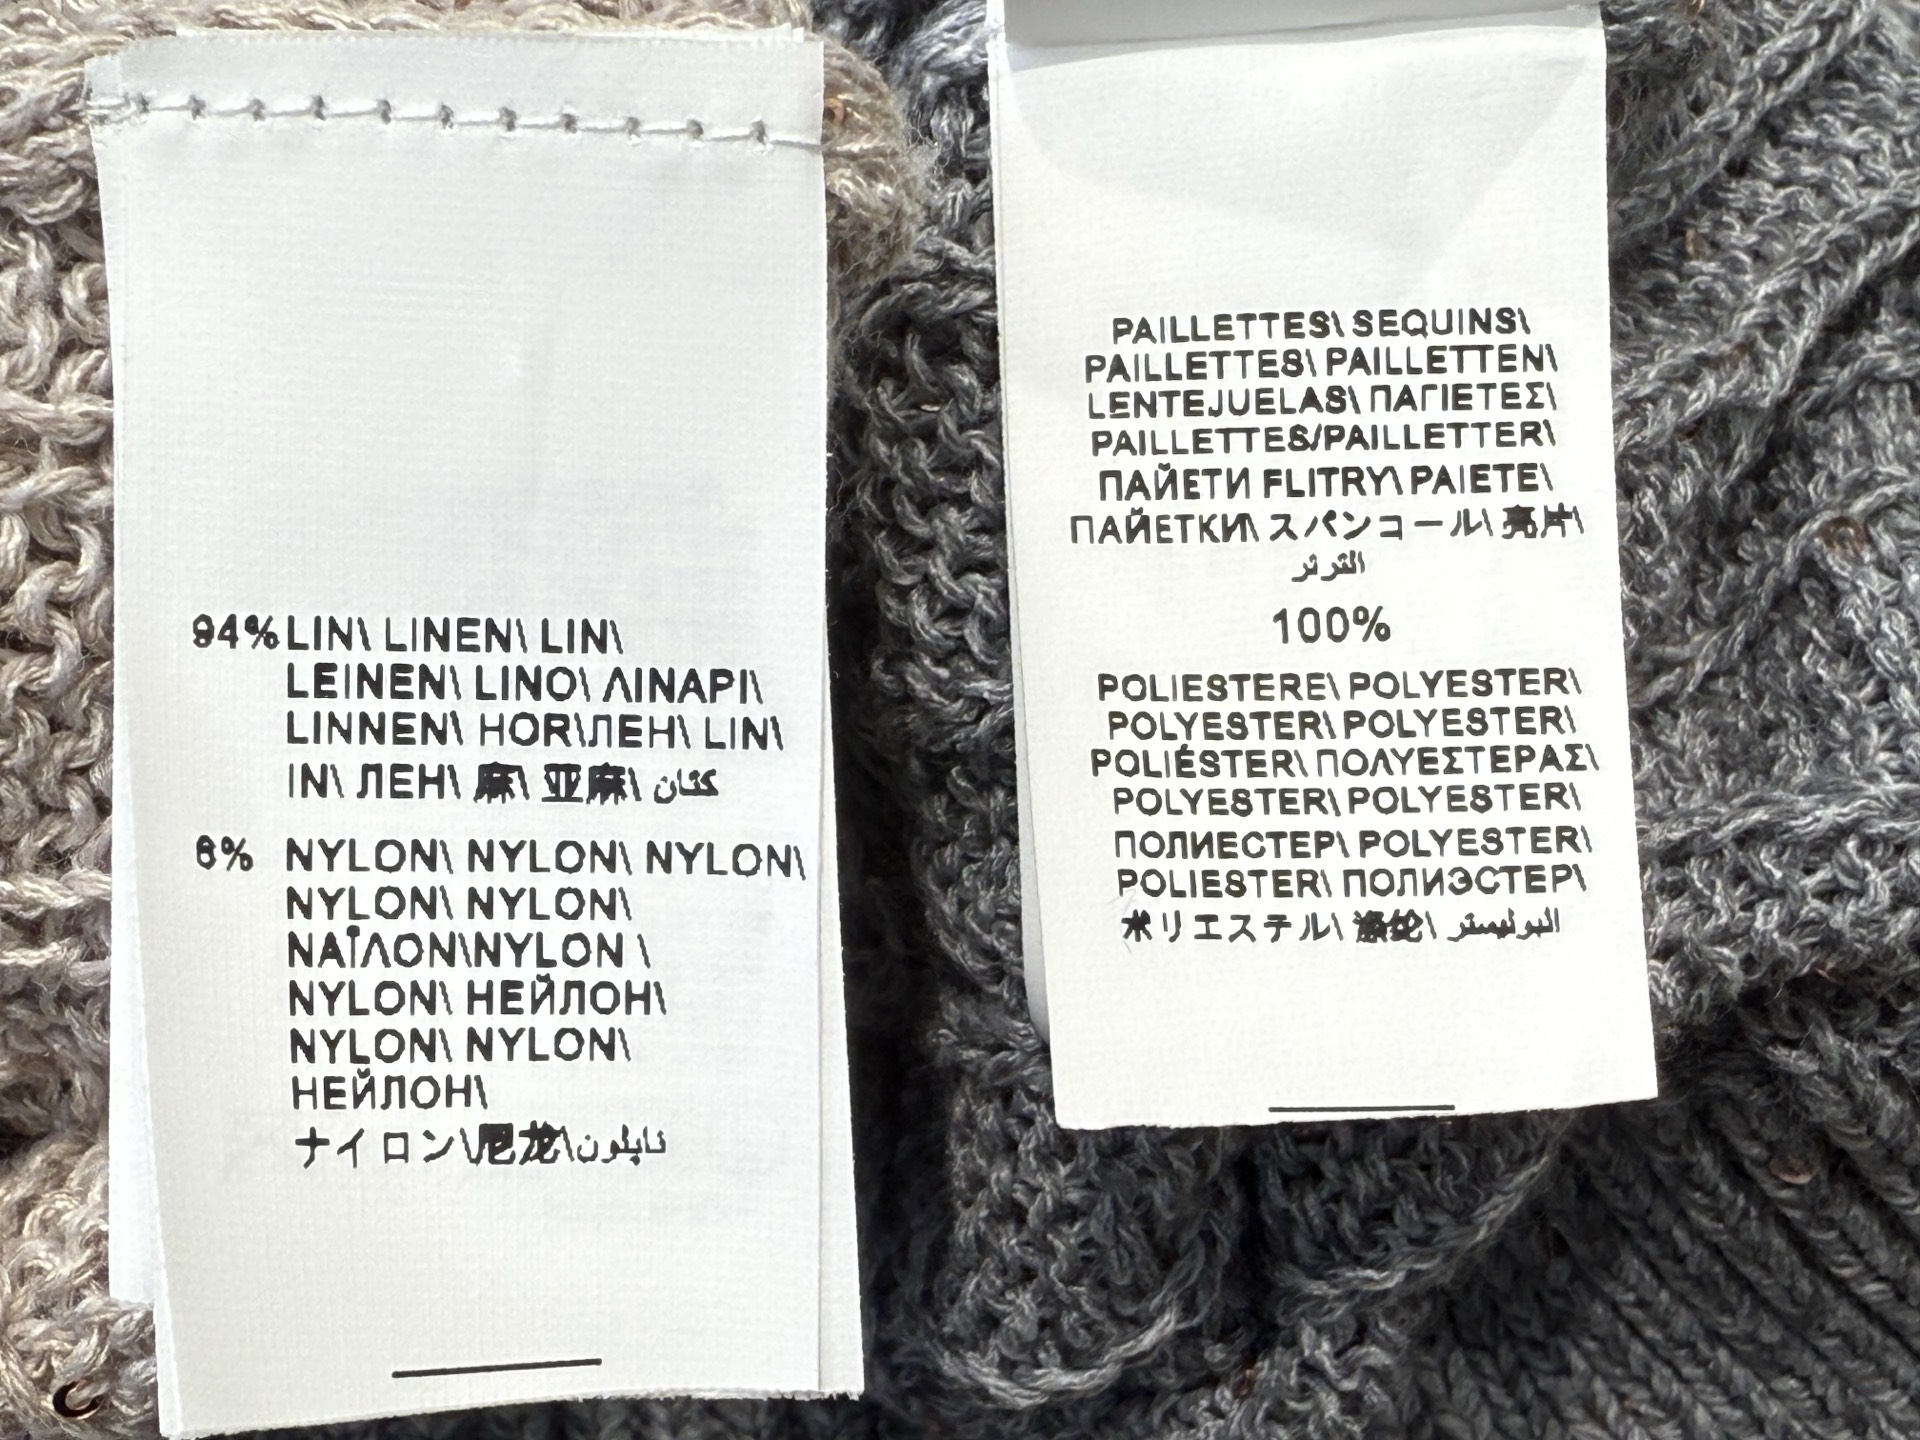 94% LIN\ LINEN\ LIN\
LEINEN\ LINO\ ΛΙΝΑΡΙ\
LINNEN\ HOR\ЛЕН\ LIN\
IN\ ЛЕН\ 麻\ 亚麻\ كتان
6% NYLON\ NYLON\ NYLON\
NYLON\ NYLON\
ΝΑΪΛΟΝ\NYLON \
NYLON\ НЕЙЛОН\
NYLON\ NYLON\
НЕЙЛОН\
ナイロン\尼龙\نايلون
PAILLETTES\ SEQUINS\
PAILLETTES\ PAILLETTEN\
LENTEJUELAS\ ΠΑΓΙΕΤΕΣ\
PAILLETTES/PAILLETTER\
ПАЙЕТИ FLITRY\ PAIETE\
ПАЙЕТКИ\ スパンコール\ 亮片\
الترتر
100%
POLIESTERE\ POLYESTER\
POLYESTER\ POLYESTER\
POLIÉSTER\ ΠΟΛΥΕΣΤΕΡΑΣ\
POLYESTER\ POLYESTER\
ПОЛИЕСТЕР\ POLYESTER\
POLIESTER\ ПОЛИЭСТЕР\
ポリエステル\ 涤纶\ البوليستر